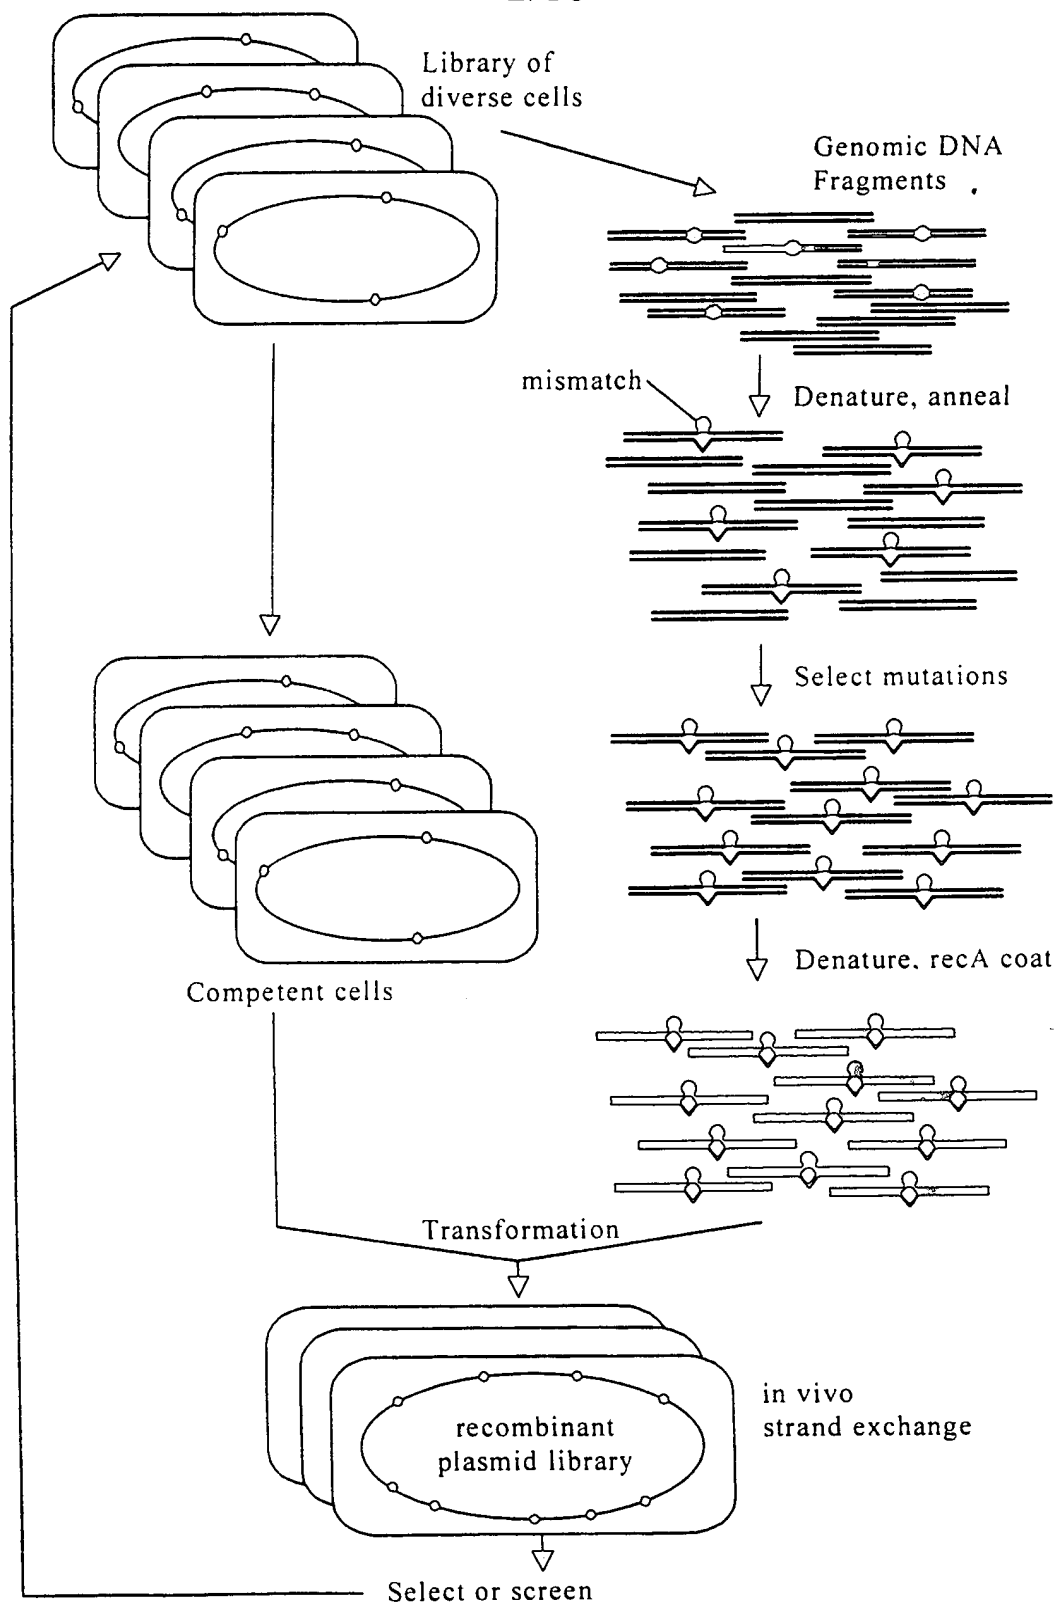 Library of
diverse cells
Genomic DNA
Fragments
mismatch
Denature, anneal
Select mutations
Denature, recA coat
Competent cells
Transformation
in vivo
strand exchange
recombinant
plasmid library
Select or screen